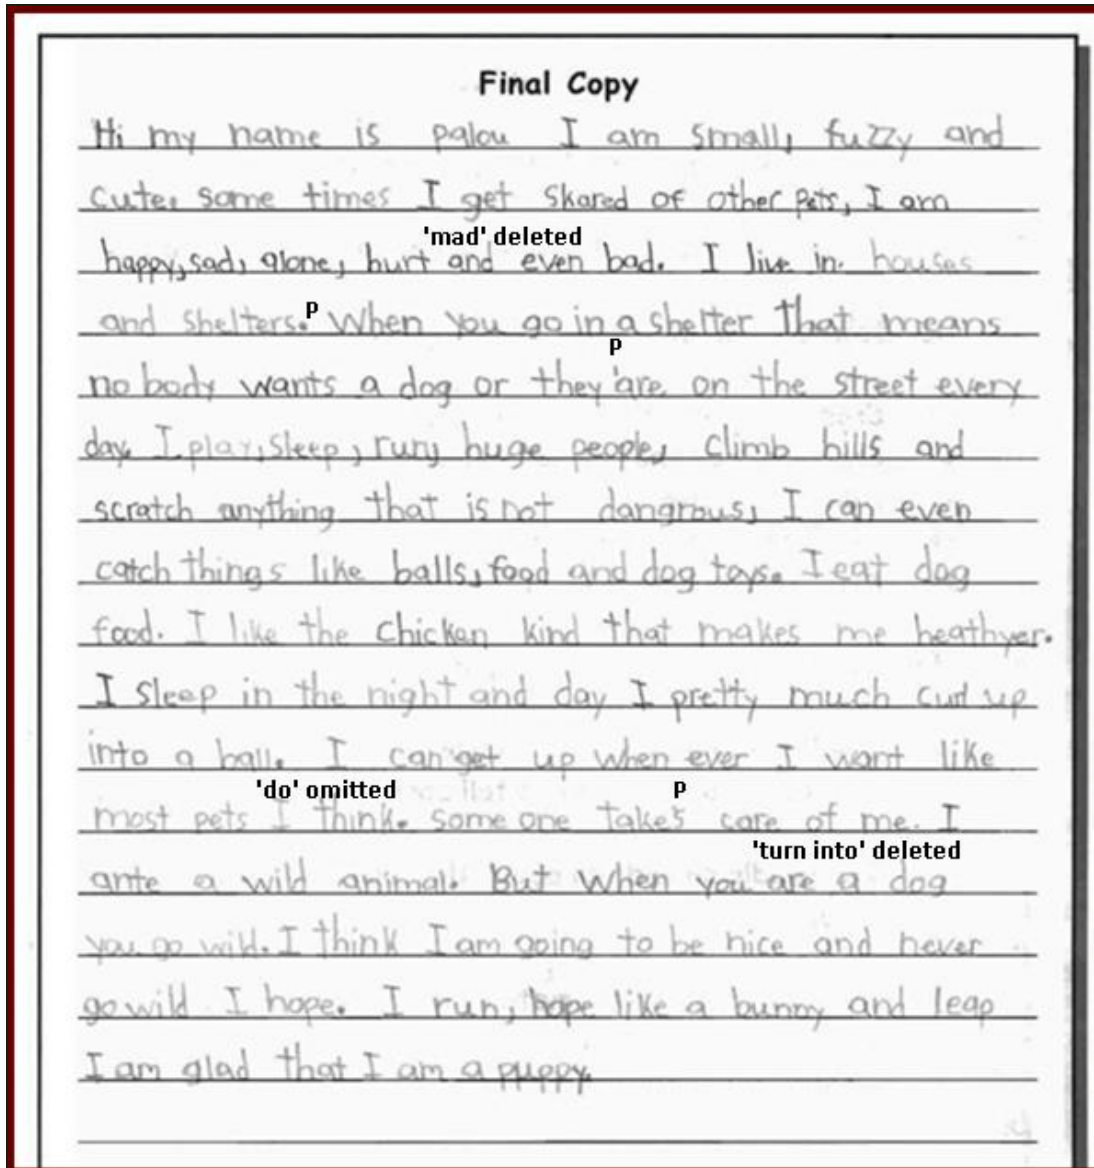 Final Copy
Hi my name is palou I am small, fuzzy and
cute. some times I get skared of other pets, I am
'mad' deleted
happy, sad, alone, hurt and even bad. I live in. houses
and shelters. P When you go in a shelter that means
P
no body wants a dog or they'are on the street every
day. I play, sleep, run, huge people, climb hills and
scratch anything that is not dangrous, I can even
catch things like balls, food and dog toys. I eat dog
food. I like the chicken kind that makes me heathyer.
I sleep in the night and day I pretty much curl up
into a ball. I can get up when ever I want like
'do' omitted P
most pets I think. some one take's care of me. I
'turn into' deleted
ante a wild animal. But when you are a dog
you go wild. I think I am going to be nice and never
go wild I hope. I run, hope like a bunny and leap
I am glad that I am a puppy.